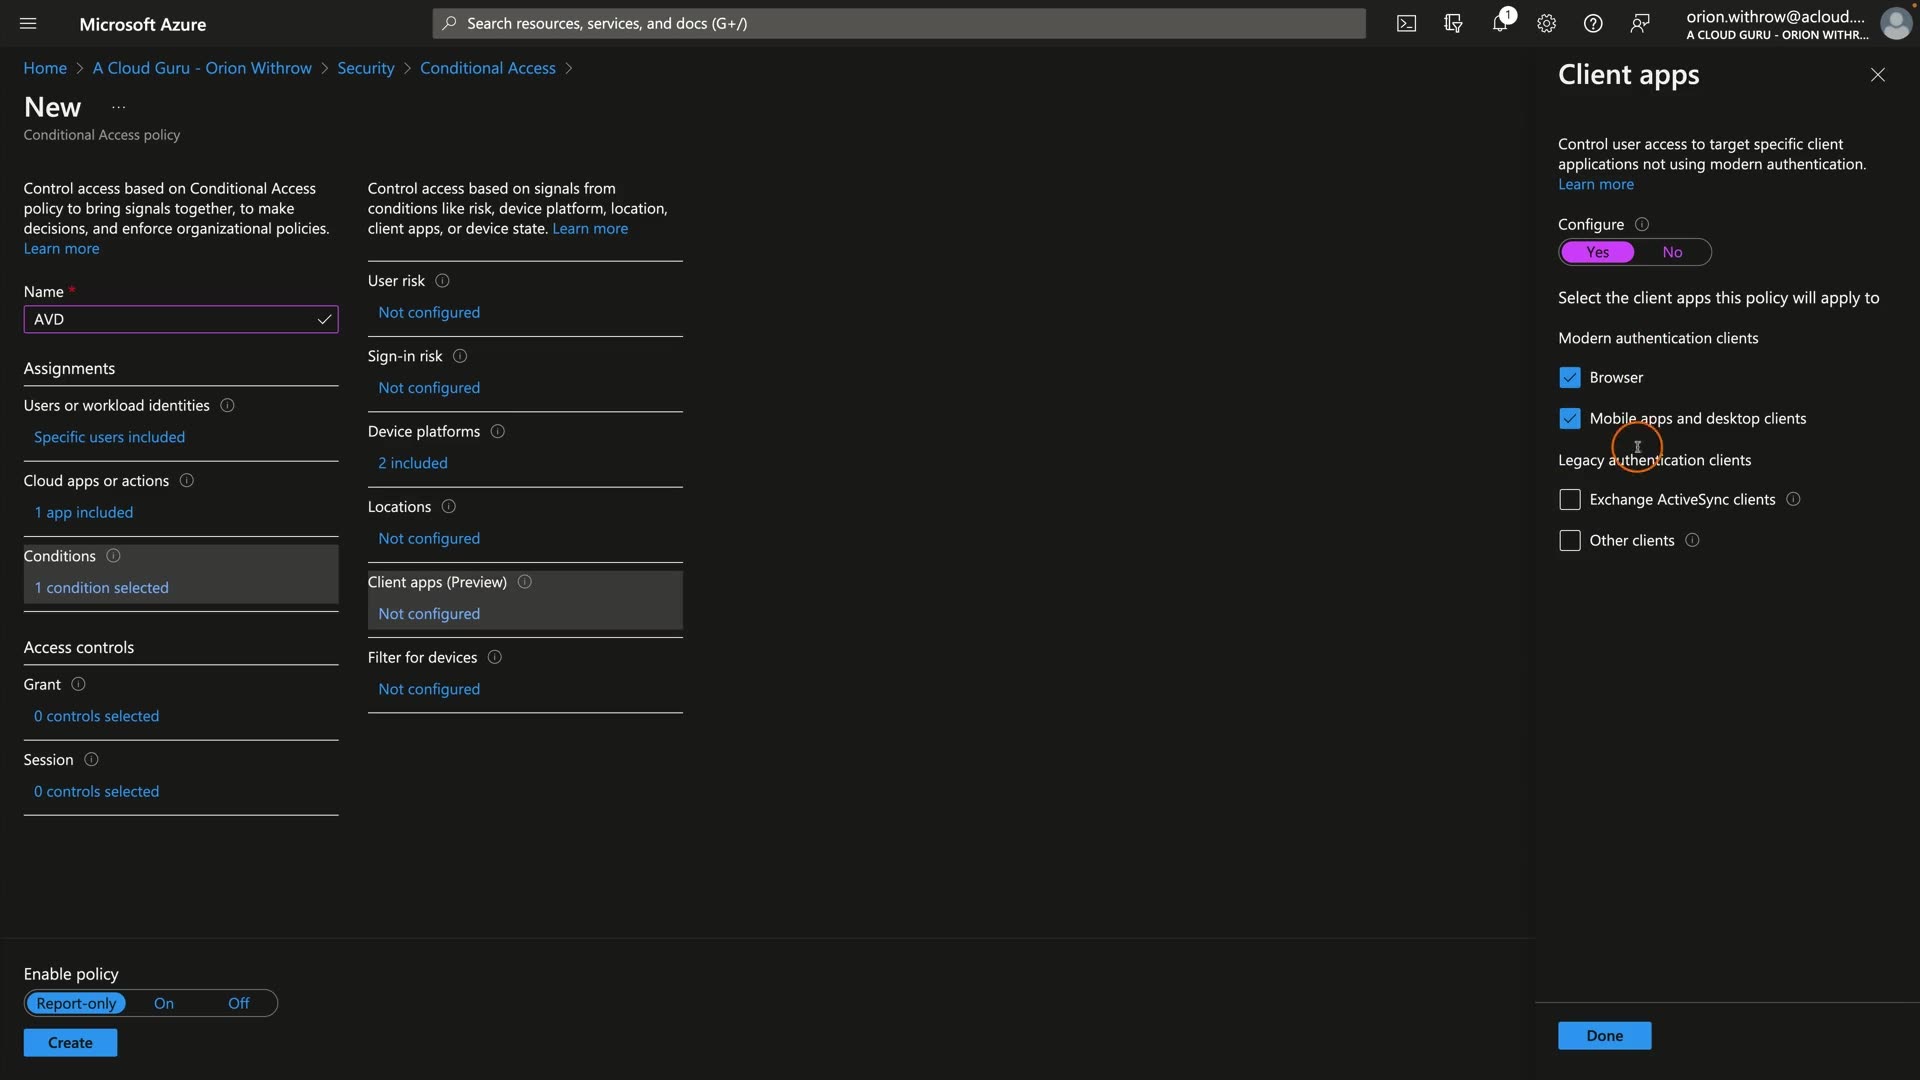 Microsoft Azure
Search resources, services, and docs (G+/)
1
orion.withrow@acloud....
A CLOUD GURU - ORION WITHR...
Home > A Cloud Guru - Orion Withrow > Security > Conditional Access >
New ...
Conditional Access policy
Control access based on Conditional Access
policy to bring signals together, to make
decisions, and enforce organizational policies.
Learn more
Name *
AVD
Assignments
Users or workload identities
Specific users included
Cloud apps or actions
1 app included
Conditions
1 condition selected
Access controls
Grant
0 controls selected
Session
0 controls selected
Control access based on signals from
conditions like risk, device platform, location,
client apps, or device state. Learn more
User risk
Not configured
Sign-in risk
Not configured
Device platforms
2 included
Locations
Not configured
Client apps (Preview)
Not configured
Filter for devices
Not configured
Enable policy
Report-only On Off
Create
Client apps
Control user access to target specific client
applications not using modern authentication.
Learn more
Configure
Yes No
Select the client apps this policy will apply to
Modern authentication clients
Browser
Mobile apps and desktop clients
Legacy authentication clients
Exchange ActiveSync clients
Other clients
Done